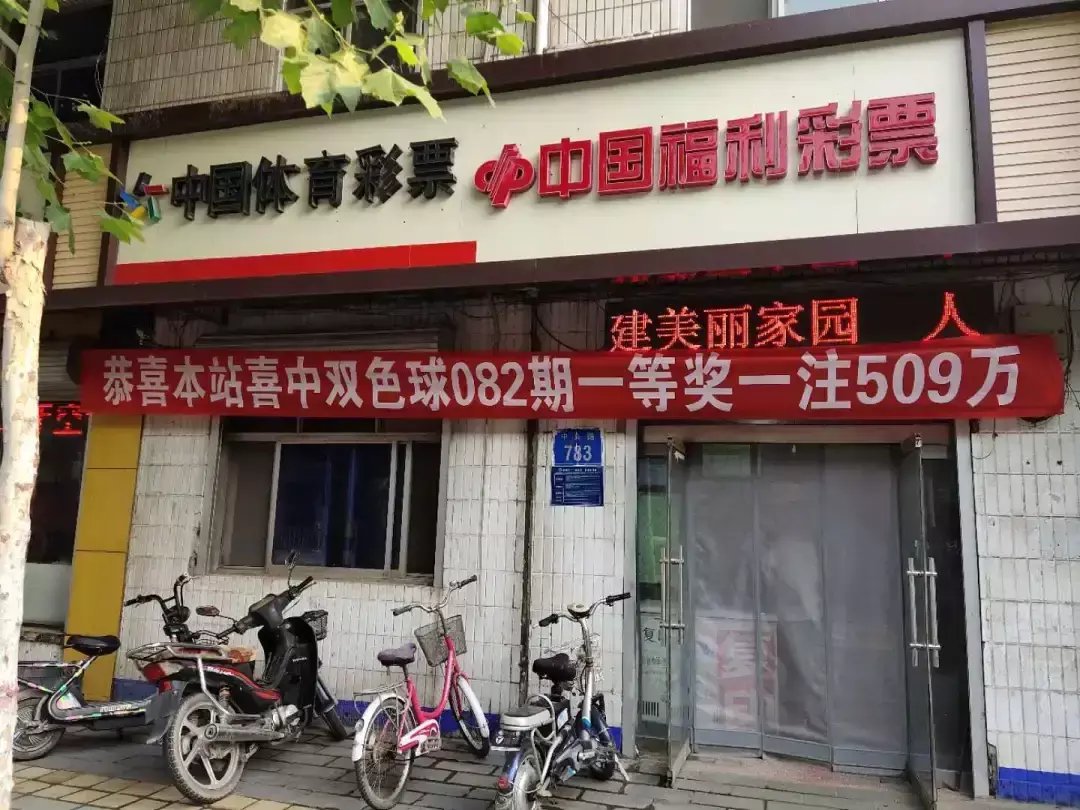 中国体育彩票 中国福利彩票
建美丽家园 人
恭喜本站喜中双色球082期一等奖一注509万
783